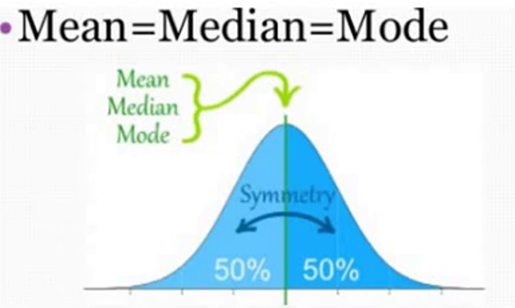 • Mean=Median=Mode
Mean
Median
Mode
Symmetry
50% 50%